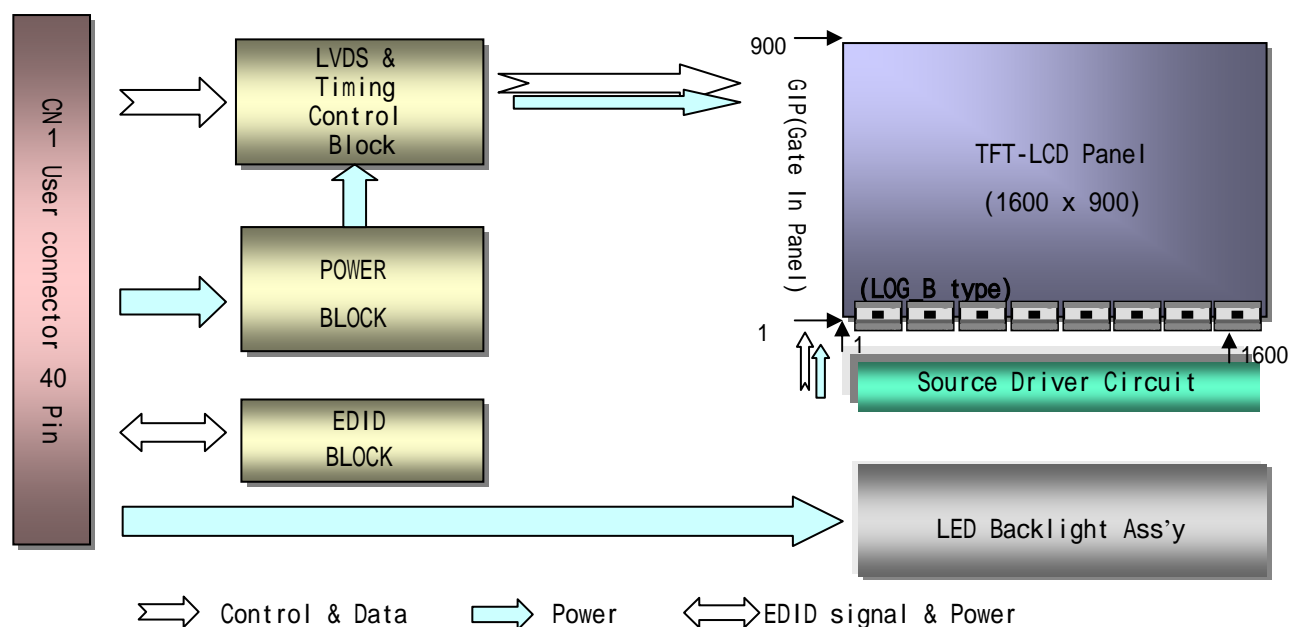 CN-1 User connector 40 Pin
LVDS &
Timing
Control
Block
POWER
BLOCK
EDID
BLOCK
900
GIP(Gate In Panel)
1
TFT-LCD Panel
(1600 x 900)
(LOG_B type)
1
1600
Source Driver Circuit
LED Backlight Ass’y
Control & Data
Power
EDID signal & Power